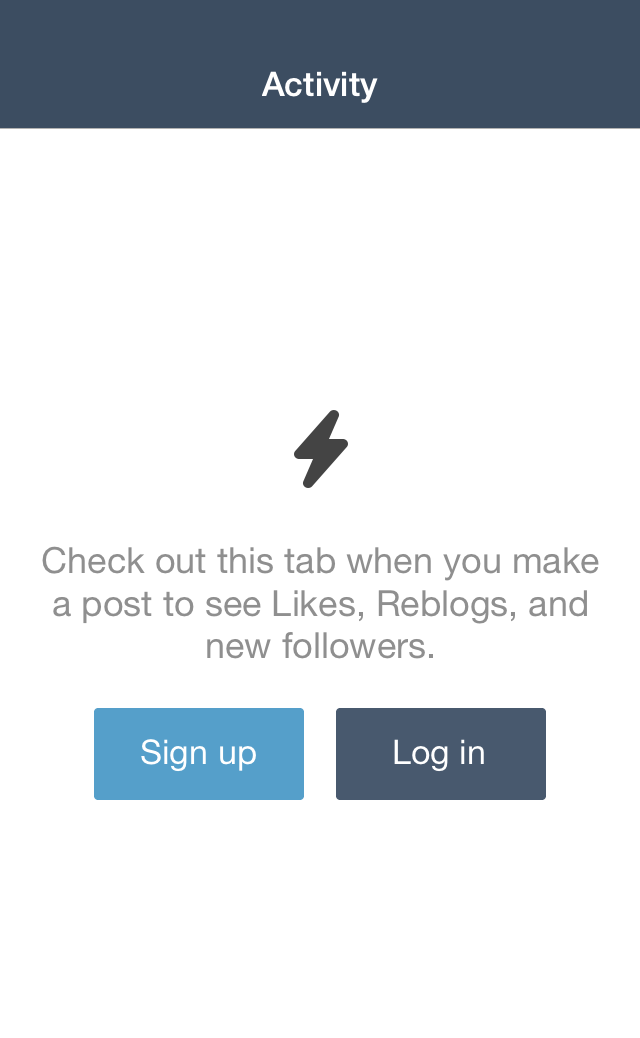 Activity
Check out this tab when you make
a post to see Likes, Reblogs, and
new followers.
Sign up
Log in